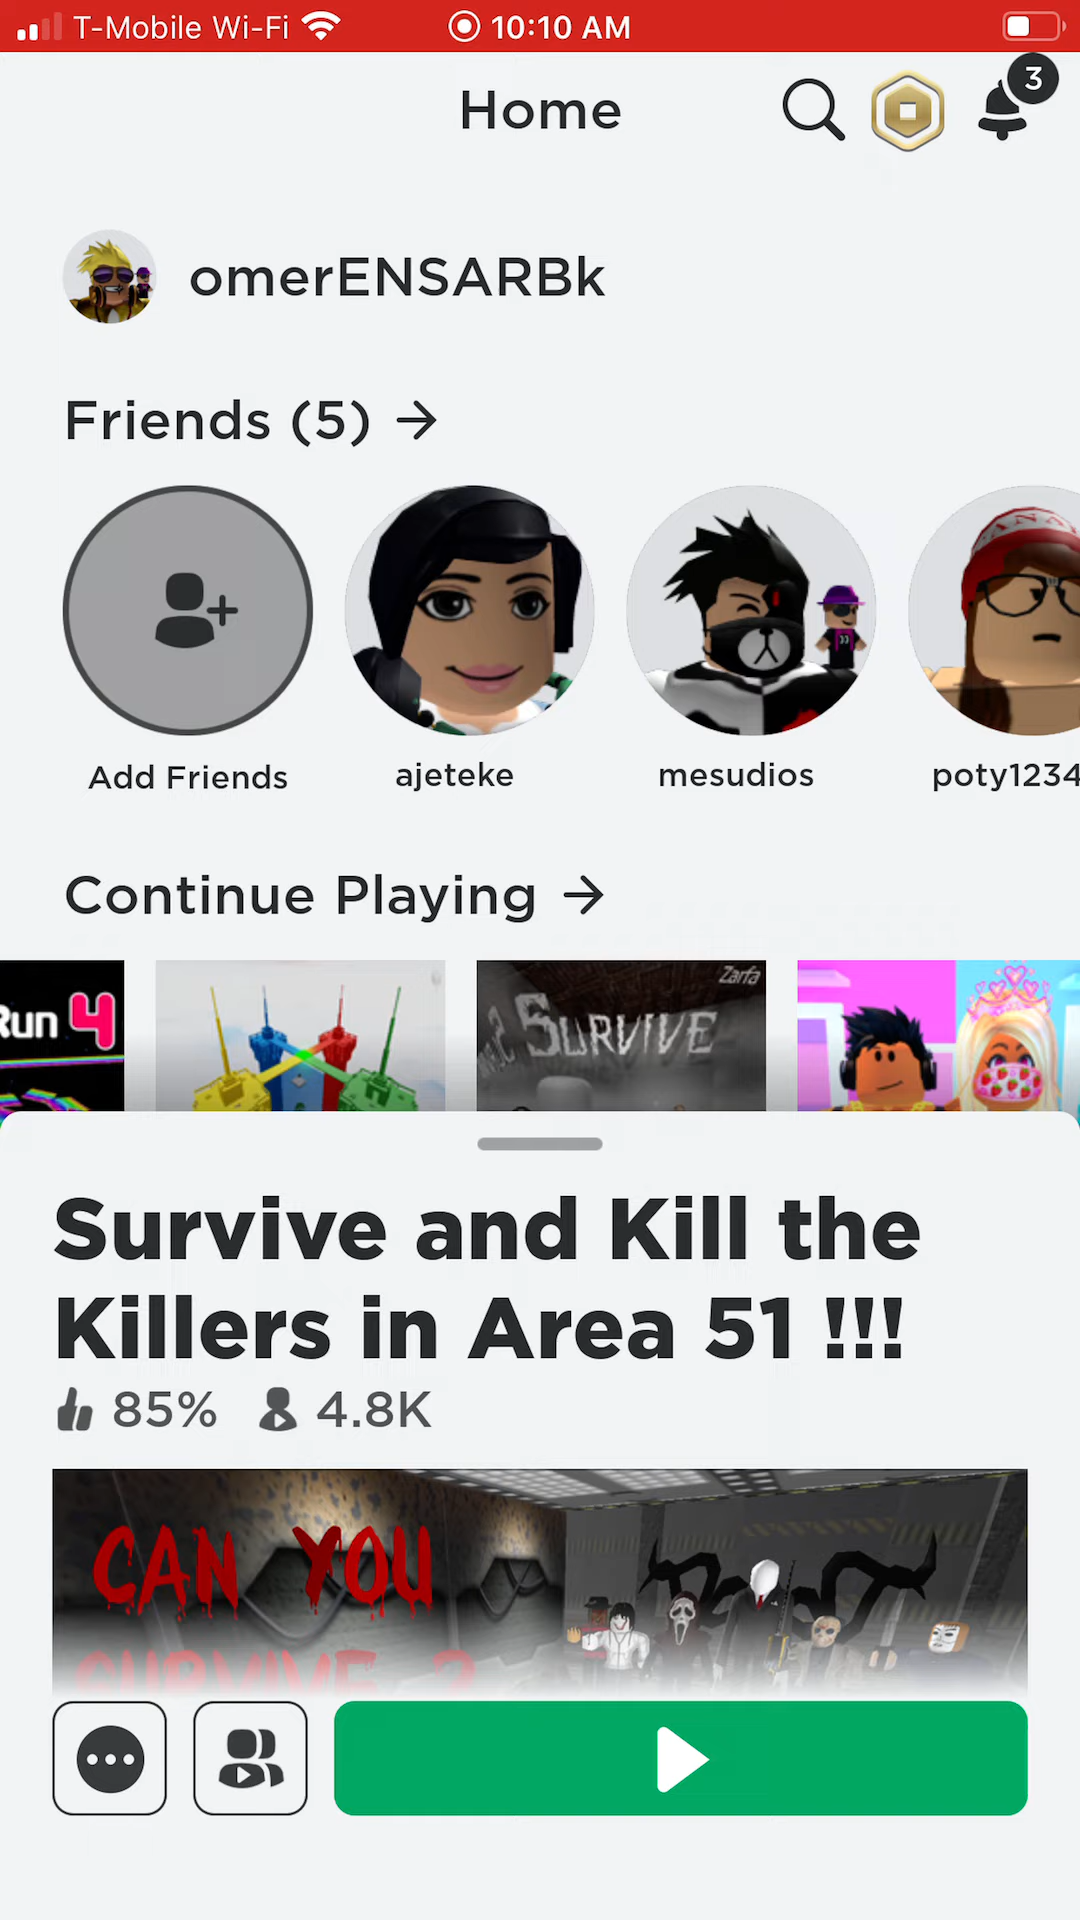 T-Mobile Wi-Fi 10:10 AM
Home
3
omerENSARBk
Friends (5)
Add Friends
ajeteke
mesudios
poty1234
Continue Playing
Run 4
Zarfa
SURVIVE
Survive and Kill the
Killers in Area 51 !!!
85% 4.8K
CAN YOU
SURVIVE ?